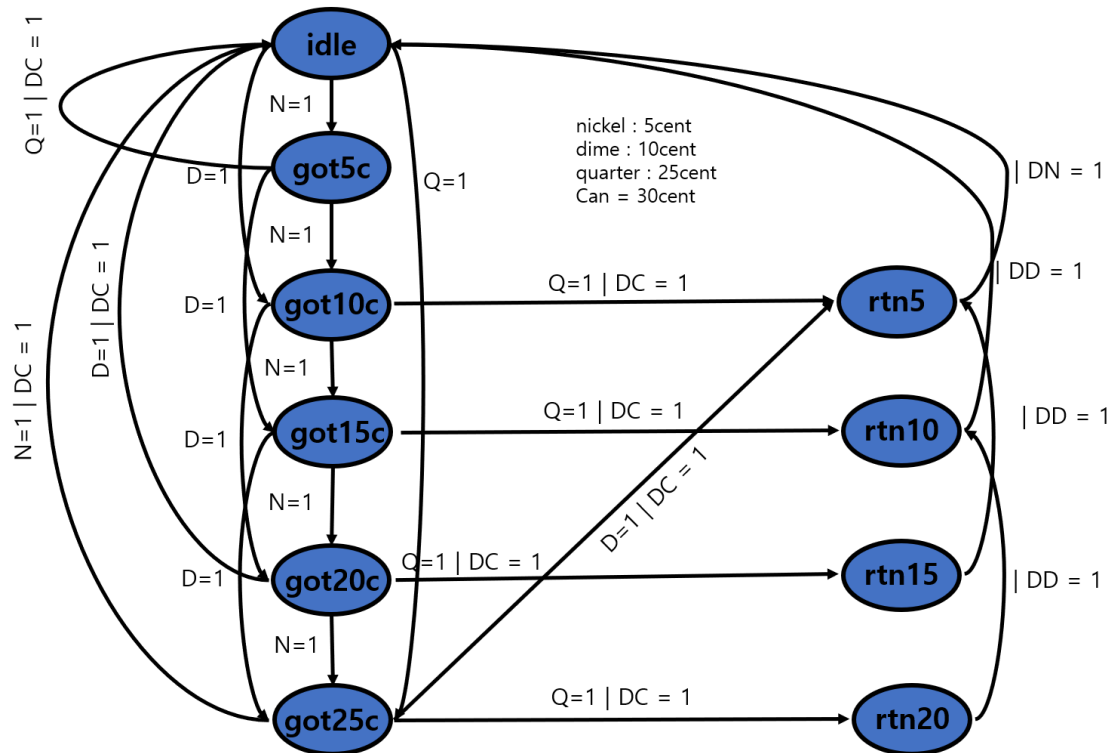 idle
Q=1 | DC = 1
N=1
nickel : 5cent
dime : 10cent
quarter : 25cent
Can = 30cent
got5c
D=1
Q=1
| DN = 1
N=1
D=1 | DC = 1
N=1 | DC = 1
| DD = 1
Q=1 | DC = 1
got10c
rtn5
D=1
N=1
Q=1 | DC = 1
got15c
rtn10
| DD = 1
D=1
D=1 | DC = 1
N=1
Q=1 | DC = 1
got20c
rtn15
D=1
| DD = 1
N=1
Q=1 | DC = 1
got25c
rtn20